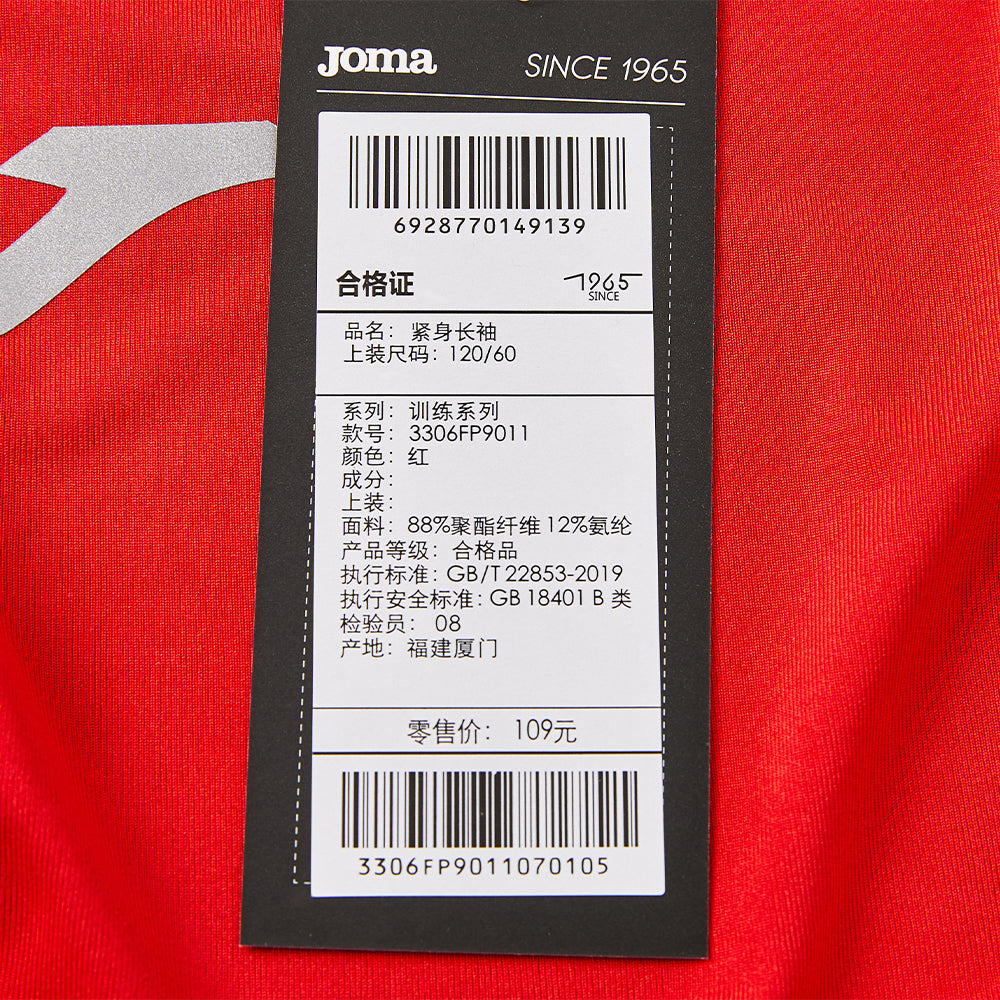 Joma SINCE 1965
6928770149139
合格证 1965
SINCE
品名：紧身长袖
上装尺码：120/60
系列：训练系列
款号：3306FP9011
颜色：红
成分：
上装：
面料：88%聚酯纤维 12%氨纶
产品等级：合格品
执行标准：GB/T 22853-2019
执行安全标准：GB 18401 B 类
检验员：08
产地：福建厦门
零售价：109元
3306FP9011070105